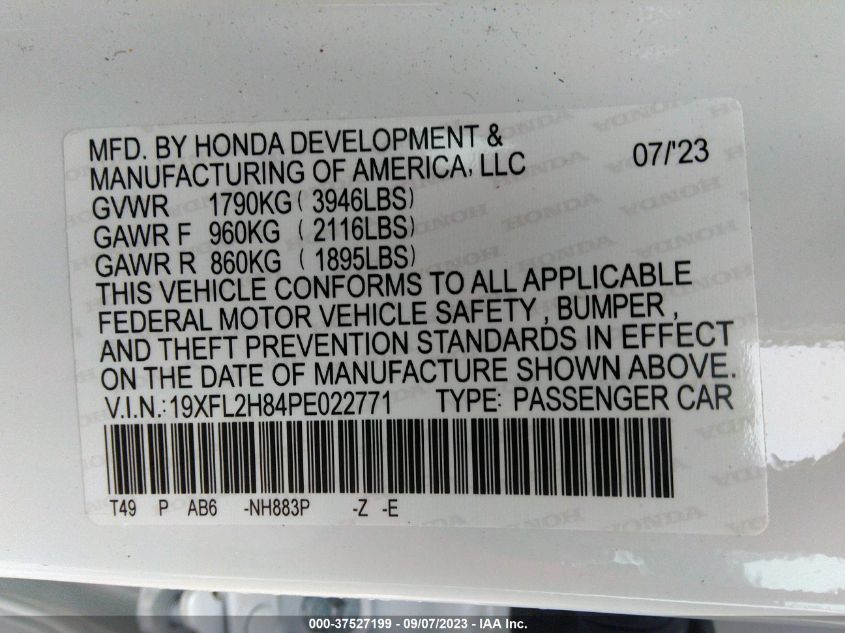 MFD. BY HONDA DEVELOPMENT &
MANUFACTURING OF AMERICA, LLC 07/'23
GVWR 1790KG ( 3946LBS)
GAWR F 960KG ( 2116LBS)
GAWR R 860KG ( 1895LBS)
THIS VEHICLE CONFORMS TO ALL APPLICABLE
FEDERAL MOTOR VEHICLE SAFETY , BUMPER ,
AND THEFT PREVENTION STANDARDS IN EFFECT
ON THE DATE OF MANUFACTURE SHOWN ABOVE.
V.I.N.: 19XFL2H84PE022771 TYPE: PASSENGER CAR
T49 P AB6 -NH883P -Z -E
000-37527199 - 09/07/2023 - IAA Inc.